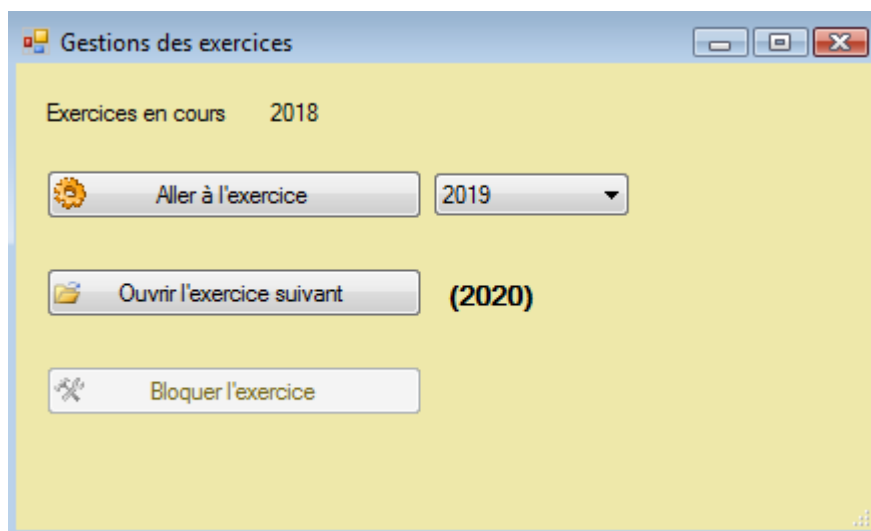 Gestions des exercices
Exercices en cours 2018
Aller à l'exercice 2019
Ouvrir l'exercice suivant (2020)
Bloquer l'exercice